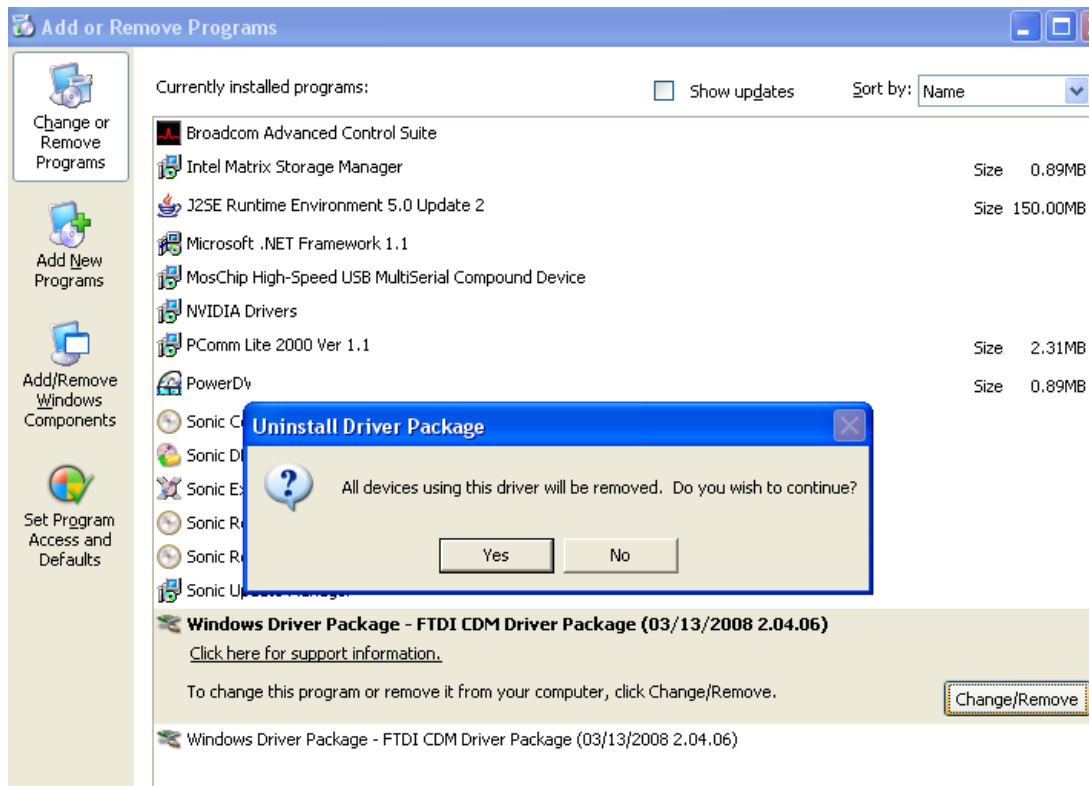 Add or Remove Programs
Change or
Remove
Programs
Add New
Programs
Add/Remove
Windows
Components
Set Program
Access and
Defaults
Currently installed programs:
Show updates
Sort by: Name
Broadcom Advanced Control Suite
Intel Matrix Storage Manager Size 0.89MB
J2SE Runtime Environment 5.0 Update 2 Size 150.00MB
Microsoft .NET Framework 1.1
MosChip High-Speed USB MultiSerial Compound Device
NVIDIA Drivers
PComm Lite 2000 Ver 1.1 Size 2.31MB
Size 0.89MB
Sonic
Sonic
Sonic
Sonic
Sonic
Sonic
Uninstall Driver Package
All devices using this driver will be removed. Do you wish to continue?
Yes No
Windows Driver Package - FTDI CDM Driver Package (03/13/2008 2.04.06)
Click here for support information.
To change this program or remove it from your computer, click Change/Remove.
Change/Remove
Windows Driver Package - FTDI CDM Driver Package (03/13/2008 2.04.06)